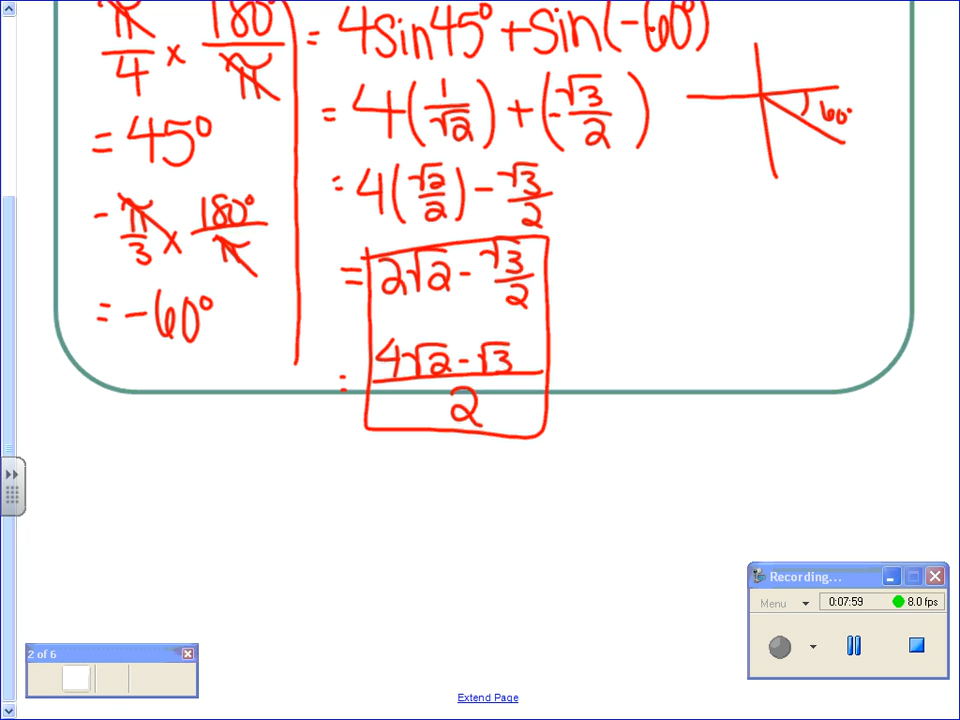 π/4 × 180°/π
= 45°
- π/3 × 180°/π
= -60°
= 4sin45° + sin(-60°)
= 4(1/√2) + (-√3/2)
= 4(√2/2) - √3/2
= 2√2 - √3/2
= (4√2 - √3)/2
60°
Recording...
Menu
0:07:59
8.0 fps
2 of 6
Extend Page